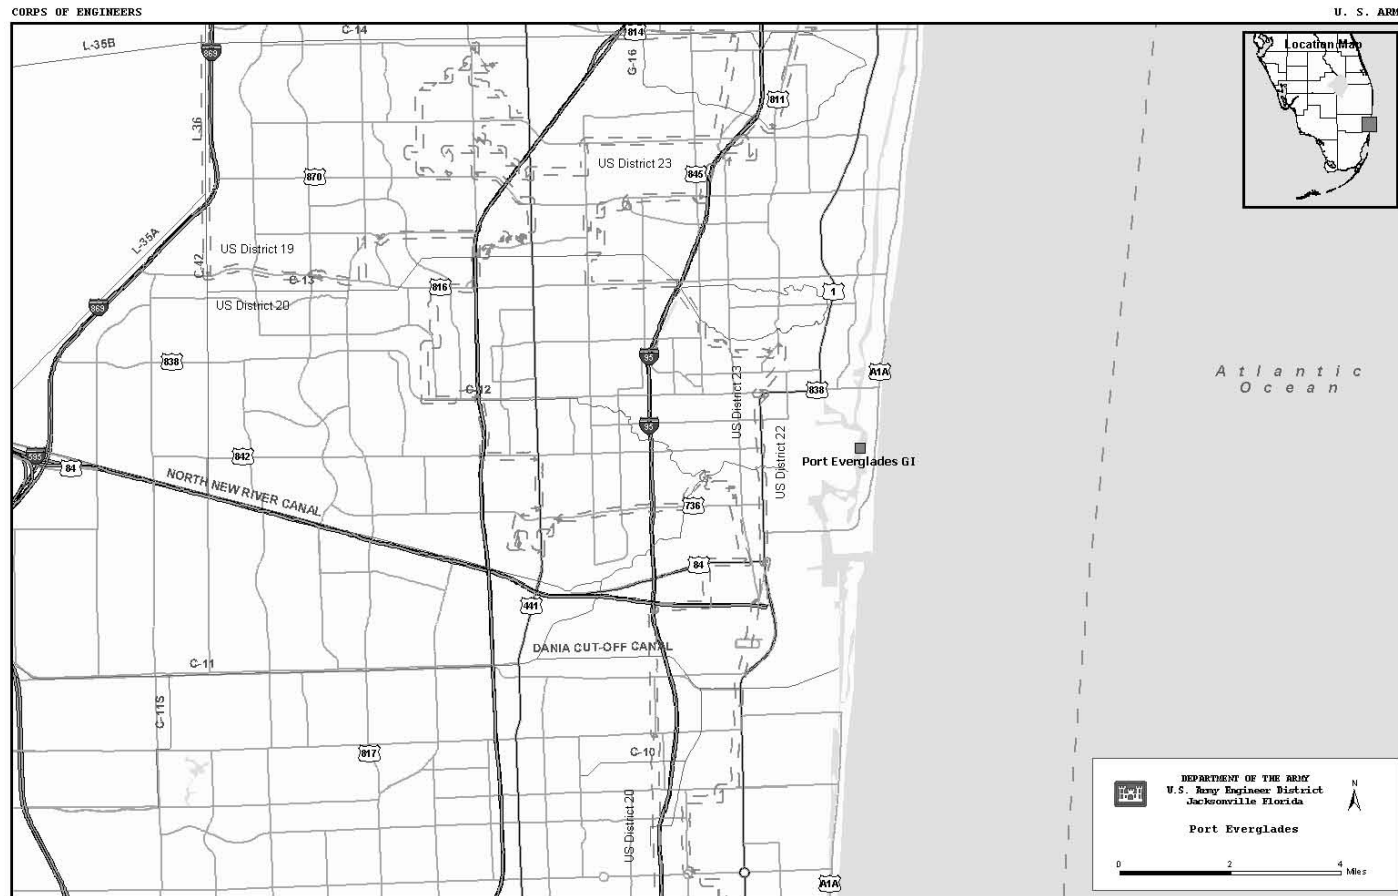 CORPS OF ENGINEERS
U. S. ARM
L-35B
C-14
869
814
G-16
Location Map
811
L-36
US District 23
845
870
L-35A
US District 19
C-42
C-13
816
US District 20
1
869
95
838
A1A
Atlantic
Ocean
C-12
838
US District 23
95
US District 22
595
84
842
Port Everglades GI
NORTH NEW RIVER CANAL
736
84
441
DANIA CUT-OFF CANAL
C-11
C-11S
817
C-10
US District 20
A1A
DEPARTMENT OF THE ARMY
U.S. Army Engineer District
Jacksonville Florida
N
Port Everglades
0 2 4
Miles